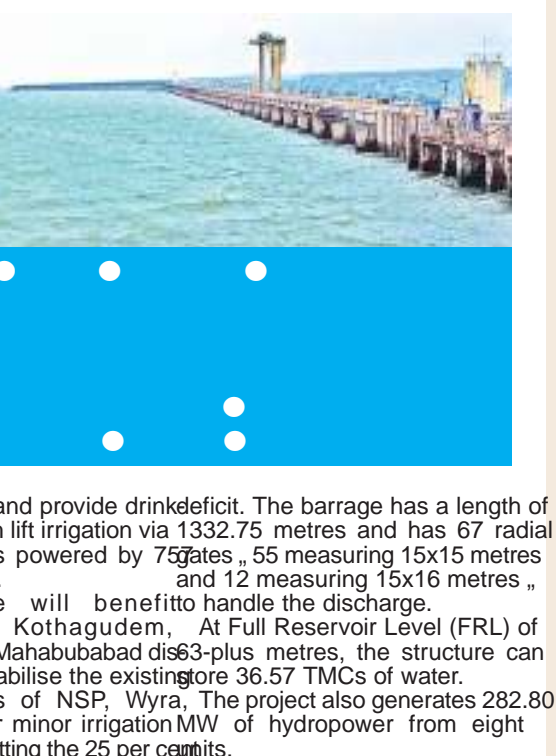 and provide drink-
lift irrigation via
powered by 757
will benefit
Kothagudem,
Mahabubabad dis-
abilise the existing
of NSP, Wyra,
minor irrigation
tting the 25 per cent
deficit. The barrage has a length of
1332.75 metres and has 67 radial
gates „ 55 measuring 15x15 metres
and 12 measuring 15x16 metres „
to handle the discharge.
At Full Reservoir Level (FRL) of
63-plus metres, the structure can
store 36.57 TMCs of water.
The project also generates 282.80
MW of hydropower from eight
units.